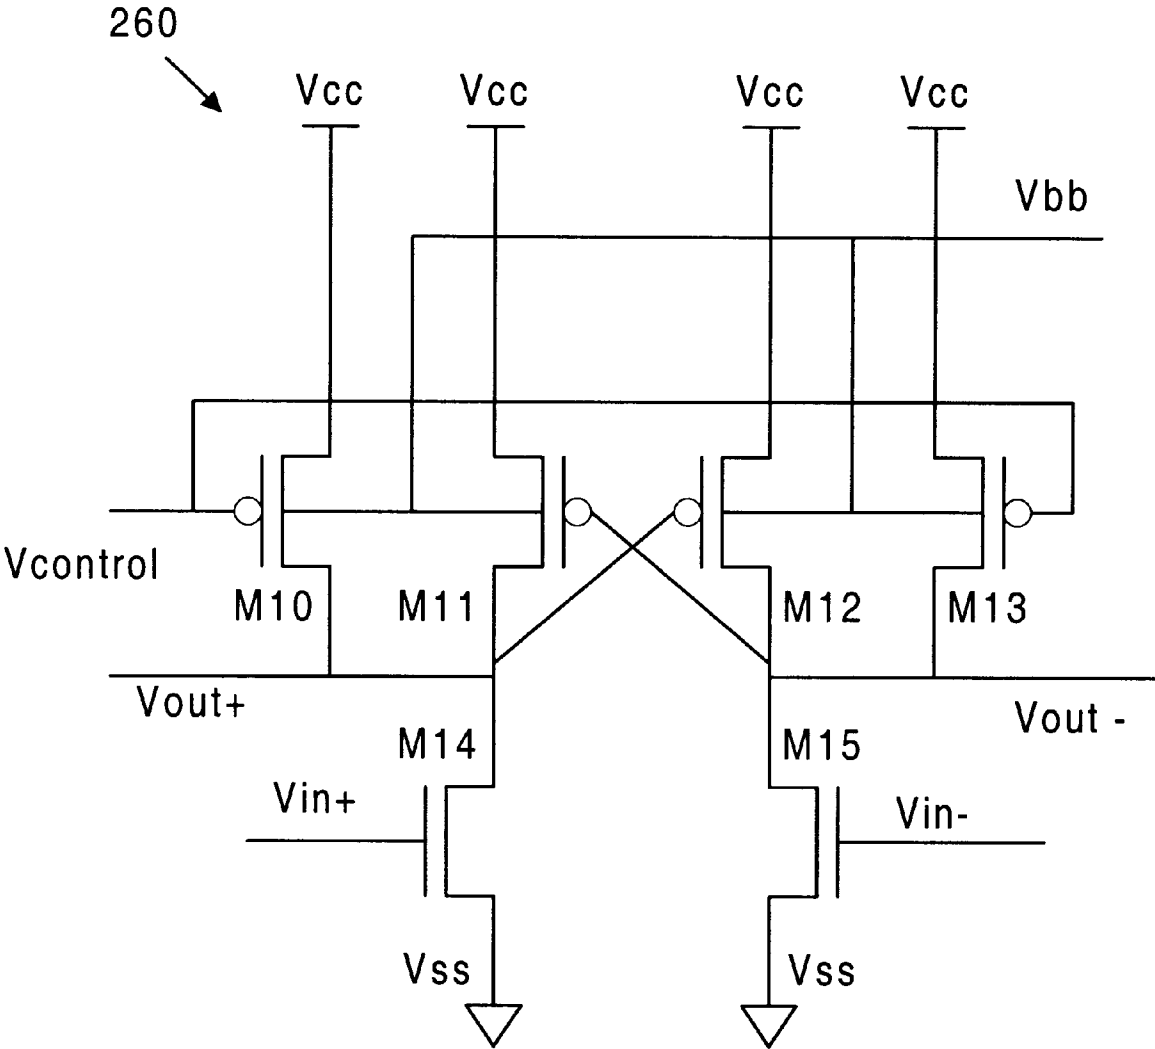 260
Vcc Vcc Vcc Vcc
Vbb
Vcontrol
M10 M11 M12 M13
Vout+ Vout -
M14 M15
Vin+ Vin-
Vss Vss